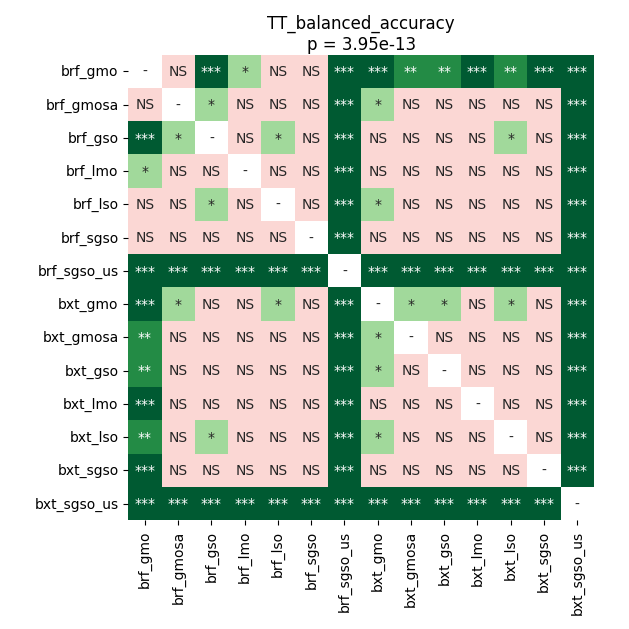 TT_balanced_accuracy
p = 3.95e-13
brf_gmo - NS *** * NS NS *** *** ** ** *** ** *** ***
brf_gmosa NS - * NS NS NS *** * NS NS NS NS NS ***
brf_gso *** * - NS * NS *** NS NS NS NS * NS ***
brf_lmo * NS NS - NS NS *** NS NS NS NS NS NS ***
brf_lso NS NS * NS - NS *** * NS NS NS NS NS ***
brf_sgso NS NS NS NS NS - *** NS NS NS NS NS NS ***
brf_sgso_us *** *** *** *** *** *** - *** *** *** *** *** *** ***
bxt_gmo *** * NS NS * NS *** - * * NS * NS ***
bxt_gmosa ** NS NS NS NS NS *** * - NS NS NS NS ***
bxt_gso ** NS NS NS NS NS *** * NS - NS NS NS ***
bxt_lmo *** NS NS NS NS NS *** NS NS NS - NS NS ***
bxt_lso ** NS * NS NS NS *** * NS NS NS - NS ***
bxt_sgso *** NS NS NS NS NS *** NS NS NS NS NS - ***
bxt_sgso_us *** *** *** *** *** *** *** *** *** *** *** *** *** -
brf_gmo
brf_gmosa
brf_gso
brf_lmo
brf_lso
brf_sgso
brf_sgso_us
bxt_gmo
bxt_gmosa
bxt_gso
bxt_lmo
bxt_lso
bxt_sgso
bxt_sgso_us